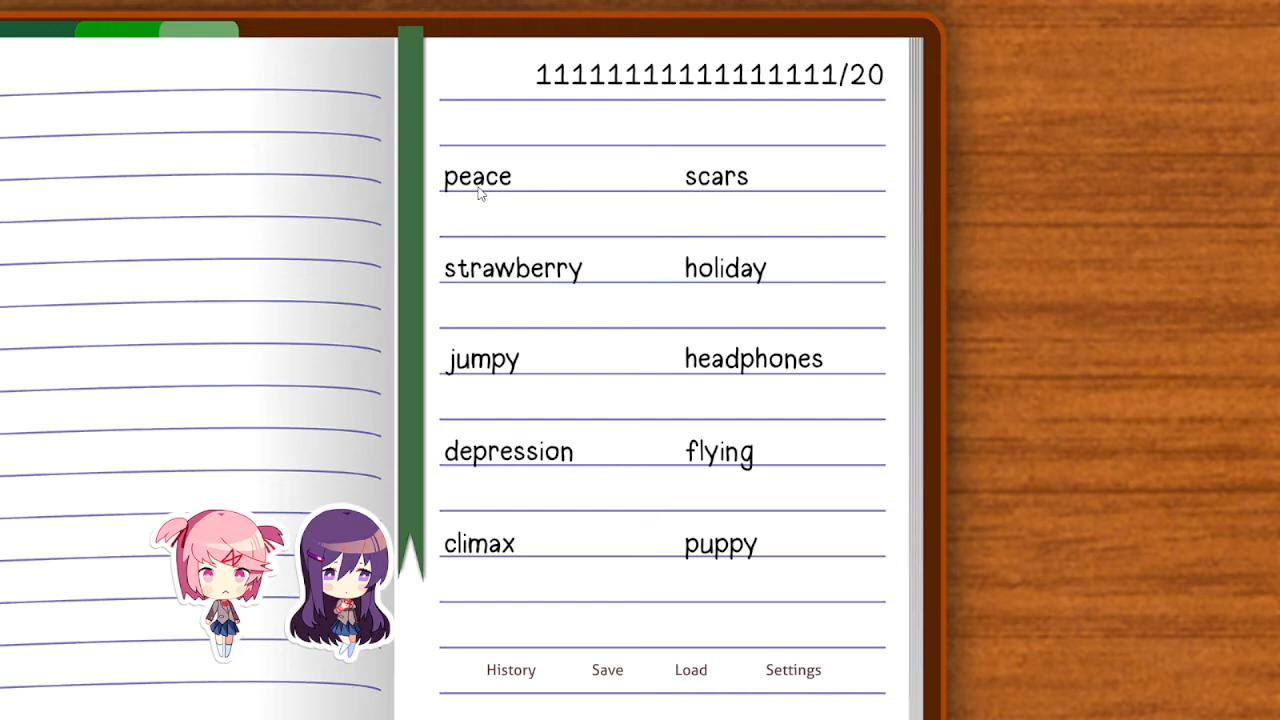 11111111111111111/20
peace scars
strawberry holiday
jumpy headphones
depression flying
climax puppy
History Save Load Settings